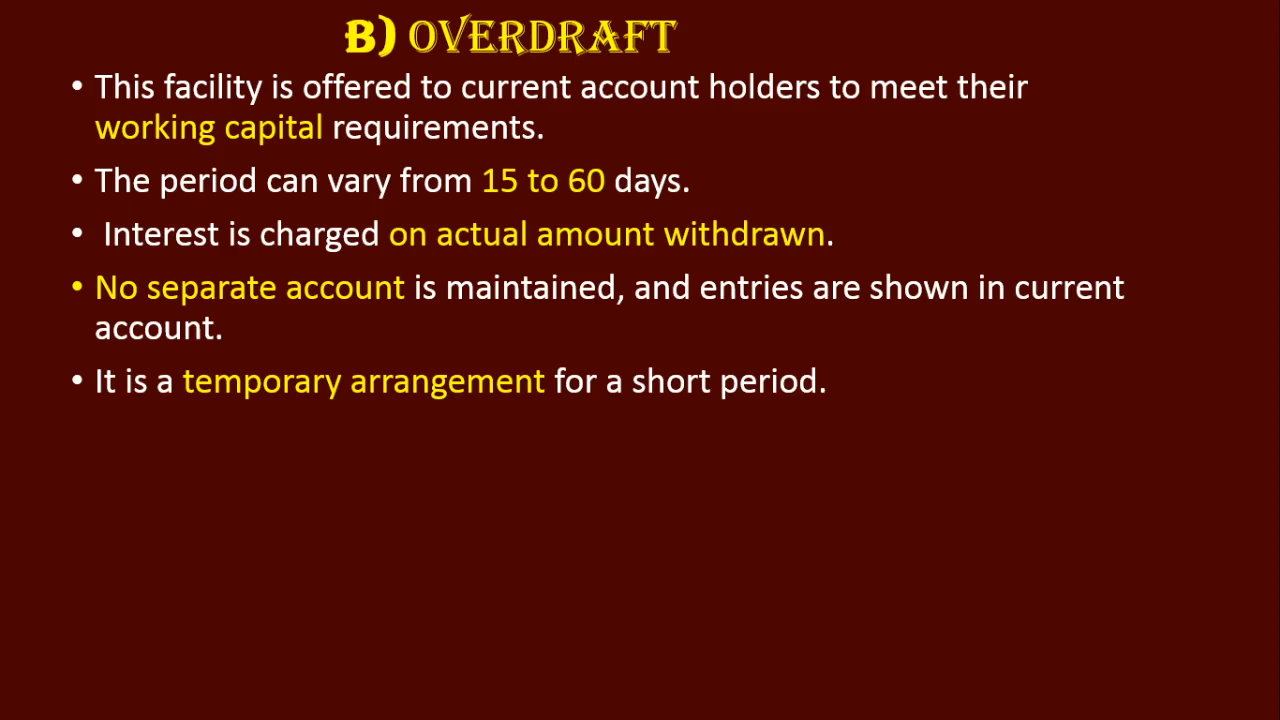 B) OVERDRAFT
• This facility is offered to current account holders to meet their
working capital requirements.
• The period can vary from 15 to 60 days.
• Interest is charged on actual amount withdrawn.
• No separate account is maintained, and entries are shown in current
account.
• It is a temporary arrangement for a short period.